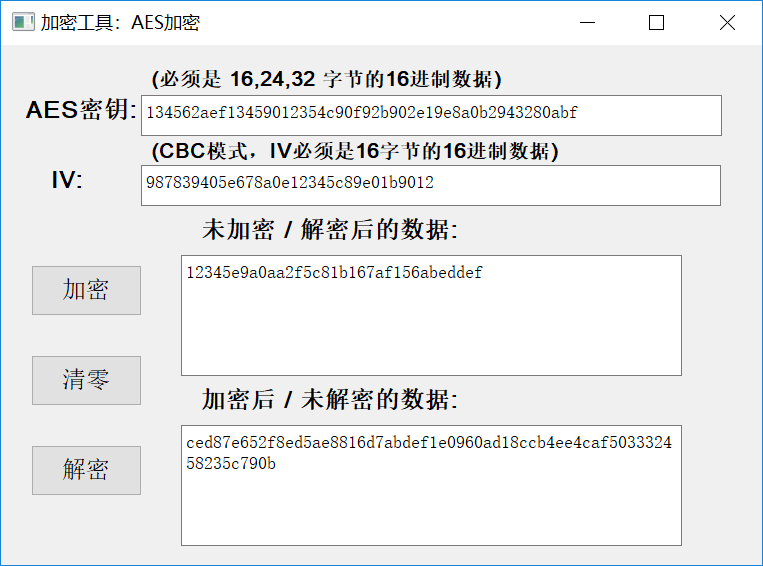 加密工具：AES加密
(必须是 16,24,32 字节的16进制数据)
AES密钥:
134562aef13459012354c90f92b902e19e8a0b2943280abf
(CBC模式，IV必须是16字节的16进制数据)
IV:
987839405e678a0e12345c89e01b9012
未加密 / 解密后的数据:
加密
12345e9a0aa2f5c81b167af156abeddef
清零
加密后 / 未解密的数据:
解密
ced87e652f8ed5ae8816d7abdef1e0960ad18ccb4ee4caf5033324
58235c790b